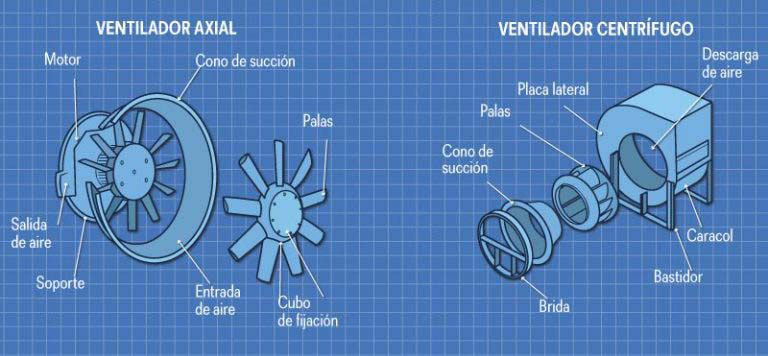 VENTILADOR AXIAL
Motor
Cono de succión
Palas
Salida
de aire
Soporte
Entrada
de aire
Cubo
de fijación
VENTILADOR CENTRÍFUGO
Descarga
de aire
Placa lateral
Palas
Cono de
succión
Caracol
Bastidor
Brida